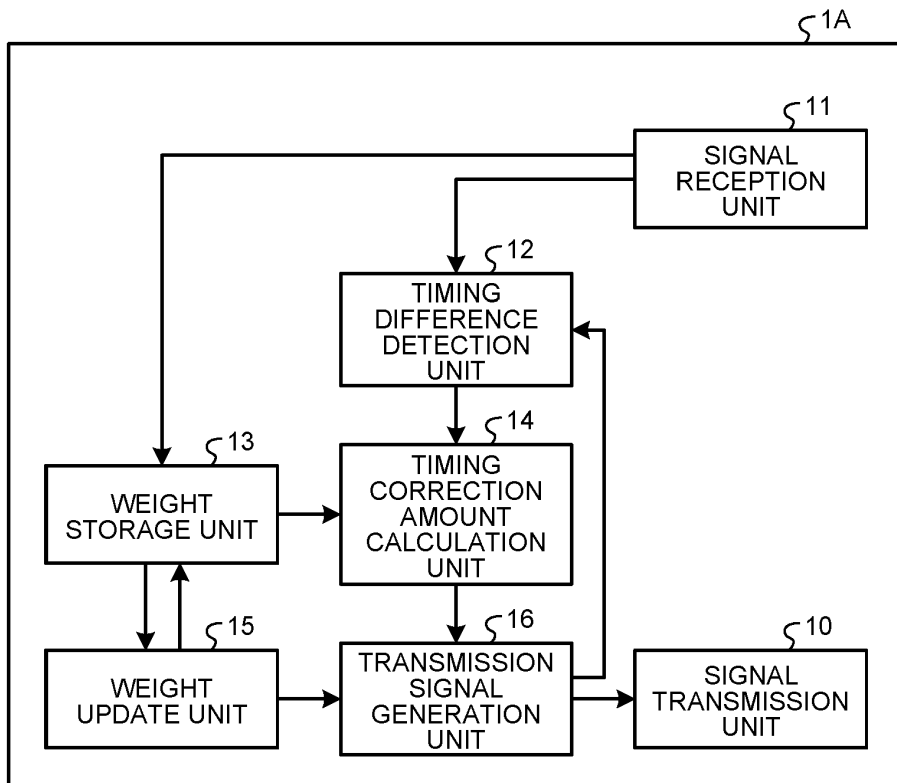 1A
11
SIGNAL
RECEPTION
UNIT
12
TIMING
DIFFERENCE
DETECTION
UNIT
13
WEIGHT
STORAGE UNIT
14
TIMING
CORRECTION
AMOUNT
CALCULATION
UNIT
15
WEIGHT
UPDATE UNIT
16
TRANSMISSION
SIGNAL
GENERATION
UNIT
10
SIGNAL
TRANSMISSION
UNIT